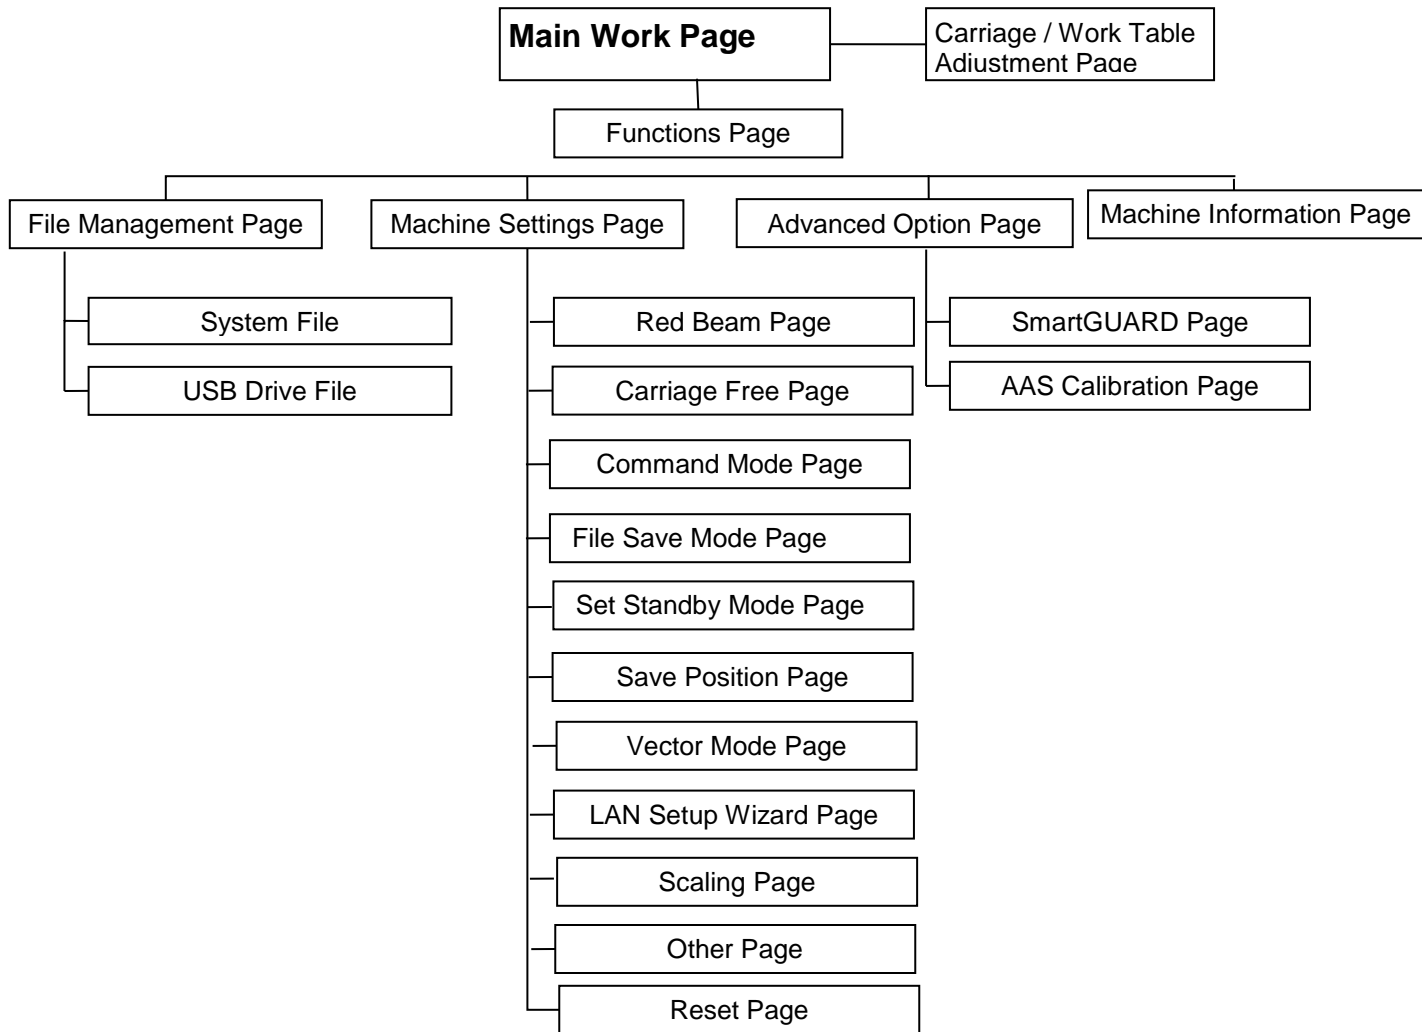 Main Work Page
Carriage / Work Table
Adjustment Page
Functions Page
File Management Page
Machine Settings Page
Advanced Option Page
Machine Information Page
System File
USB Drive File
Red Beam Page
Carriage Free Page
Command Mode Page
File Save Mode Page
Set Standby Mode Page
Save Position Page
Vector Mode Page
LAN Setup Wizard Page
Scaling Page
Other Page
Reset Page
SmartGUARD Page
AAS Calibration Page